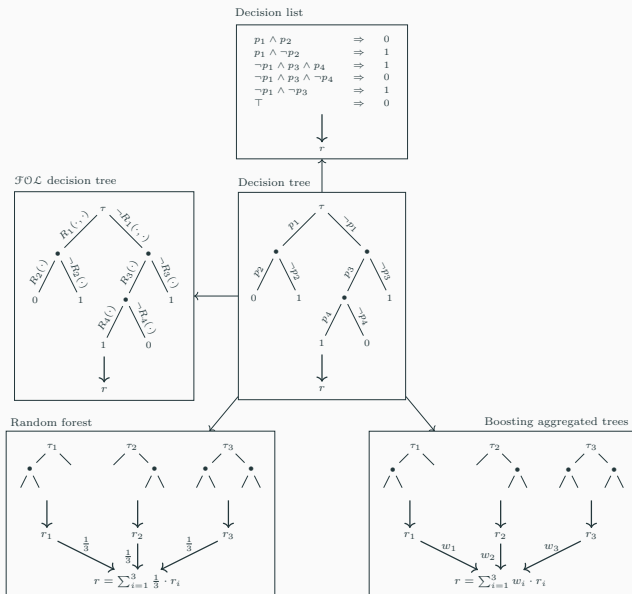 Decision list
p₁ ∧ p₂ ⇒ 0
p₁ ∧ ¬p₂ ⇒ 1
¬p₁ ∧ p₃ ∧ p₄ ⇒ 1
¬p₁ ∧ p₃ ∧ ¬p₄ ⇒ 0
¬p₁ ∧ ¬p₃ ⇒ 1
⊤ ⇒ 0
r
ℱ𝒪ℒ decision tree
τ
R₁(·, ·) ¬R₁(·, ·)
R₂(·) ¬R₂(·) R₃(·) ¬R₃(·)
0 1 1
R₄(·) ¬R₄(·)
1 0
r
Decision tree
τ
p₁ ¬p₁
p₂ ¬p₂ p₃ ¬p₃
0 1 1
p₄ ¬p₄
1 0
r
Random forest
τ₁ τ₂ τ₃
r₁ r₂ r₃
1/3 1/3 1/3
r = ∑³ᵢ₌₁ 1/3 · rᵢ
Boosting aggregated trees
τ₁ τ₂ τ₃
r₁ r₂ r₃
w₁ w₂ w₃
r = ∑³ᵢ₌₁ wᵢ · rᵢ